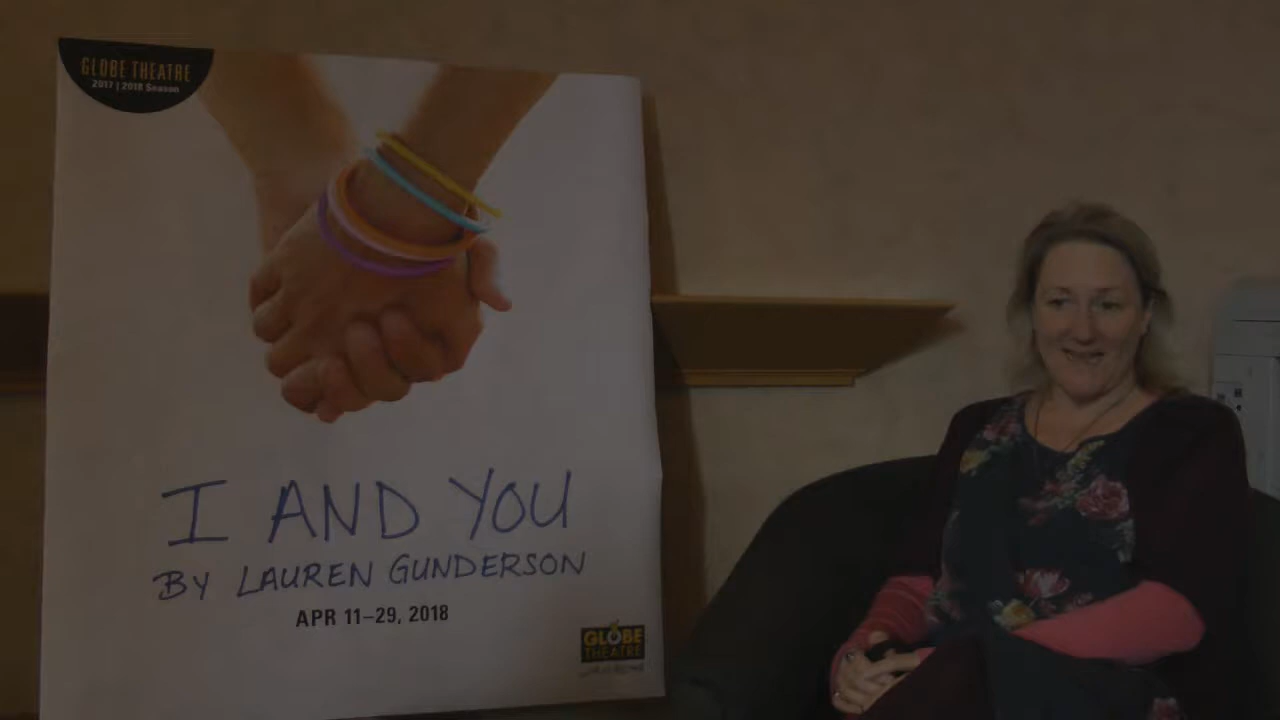 GLOBE THEATRE
2017 | 2018 Season
I AND YOU
BY LAUREN GUNDERSON
APR 11–29, 2018
GLOBE
THEATRE